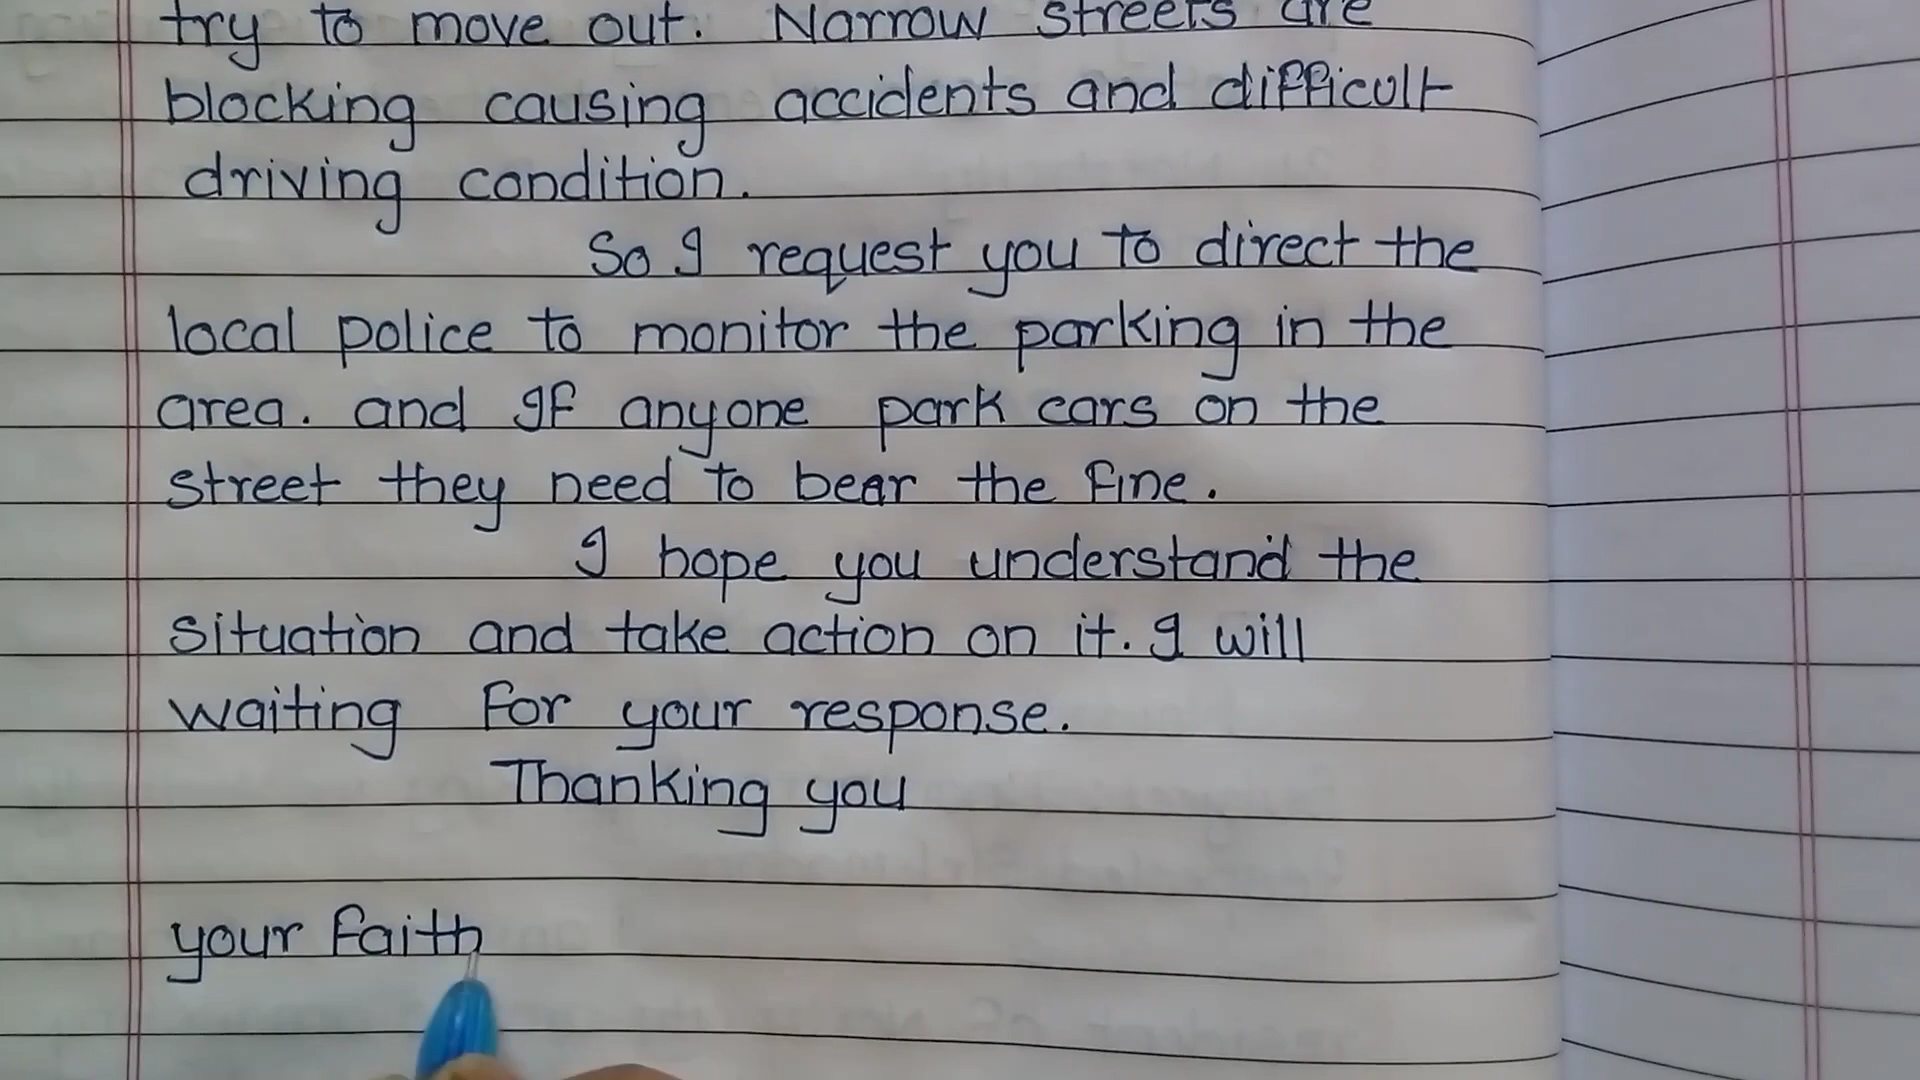 try to move out. Narrow streets are
blocking causing accidents and difficult
driving condition.
So I request you to direct the
local police to monitor the parking in the
area. and If anyone park cars on the
street they need to bear the fine.
I hope you understand the
situation and take action on it. I will
waiting for your response.
Thanking you
your faith